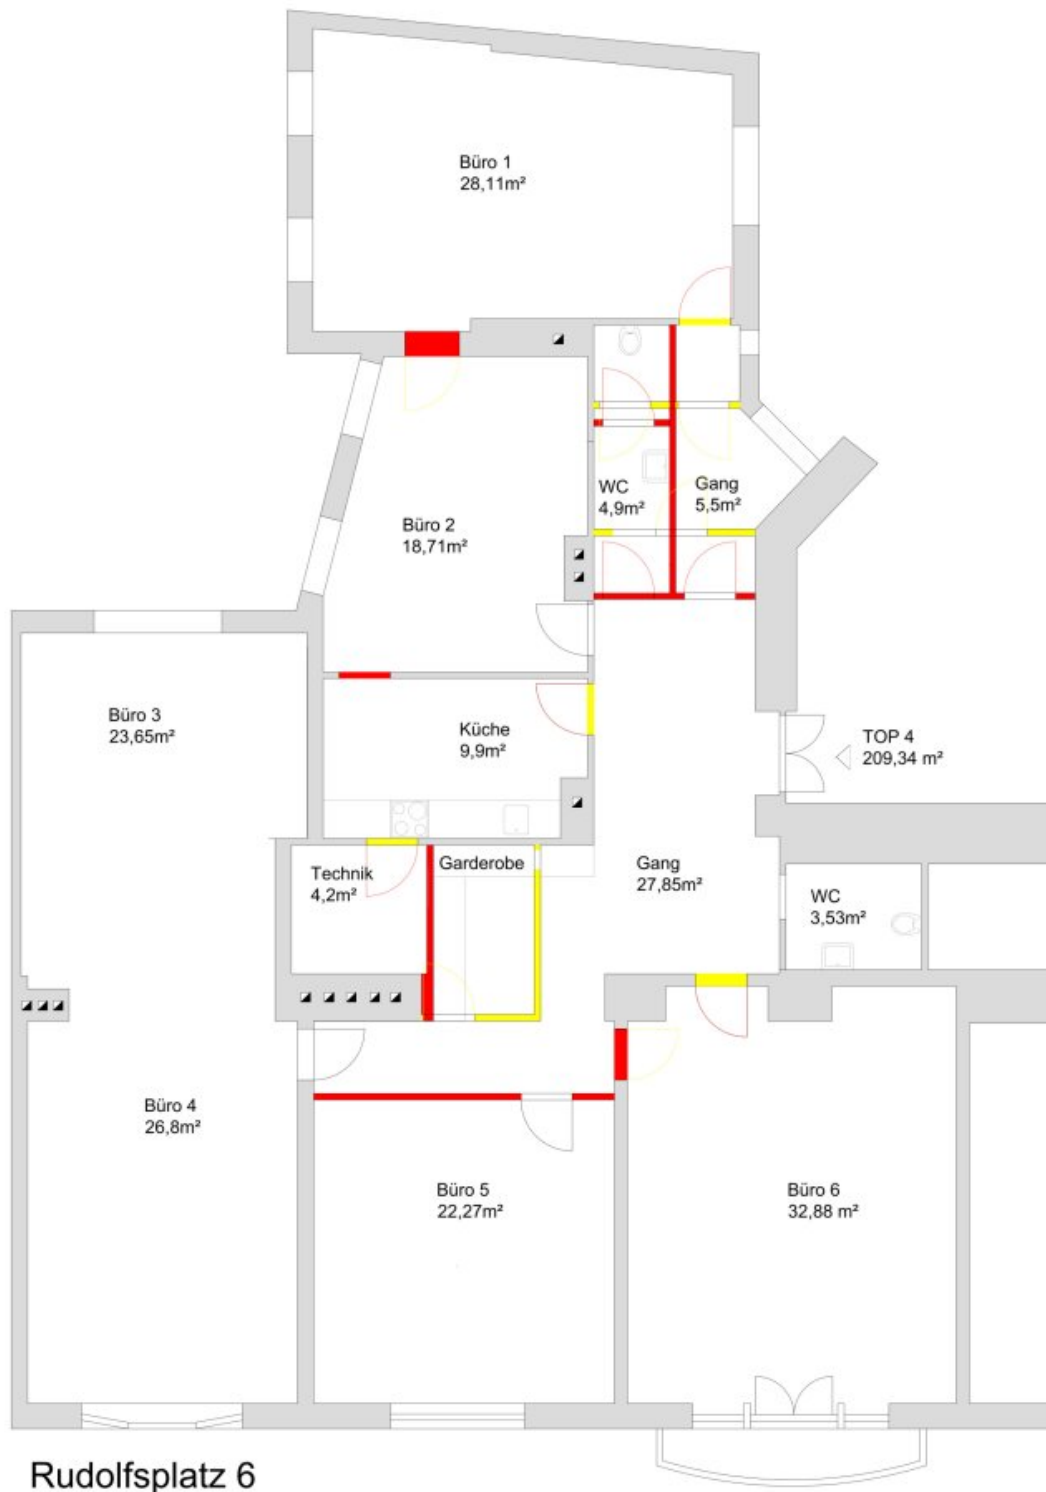 Büro 1
28,11m²
WC
4,9m²
Gang
5,5m²
Büro 2
18,71m²
Büro 3
23,65m²
Küche
9,9m²
TOP 4
209,34 m²
Technik
4,2m²
Garderobe
Gang
27,85m²
WC
3,53m²
Büro 4
26,8m²
Büro 5
22,27m²
Büro 6
32,88 m²
Rudolfsplatz 6